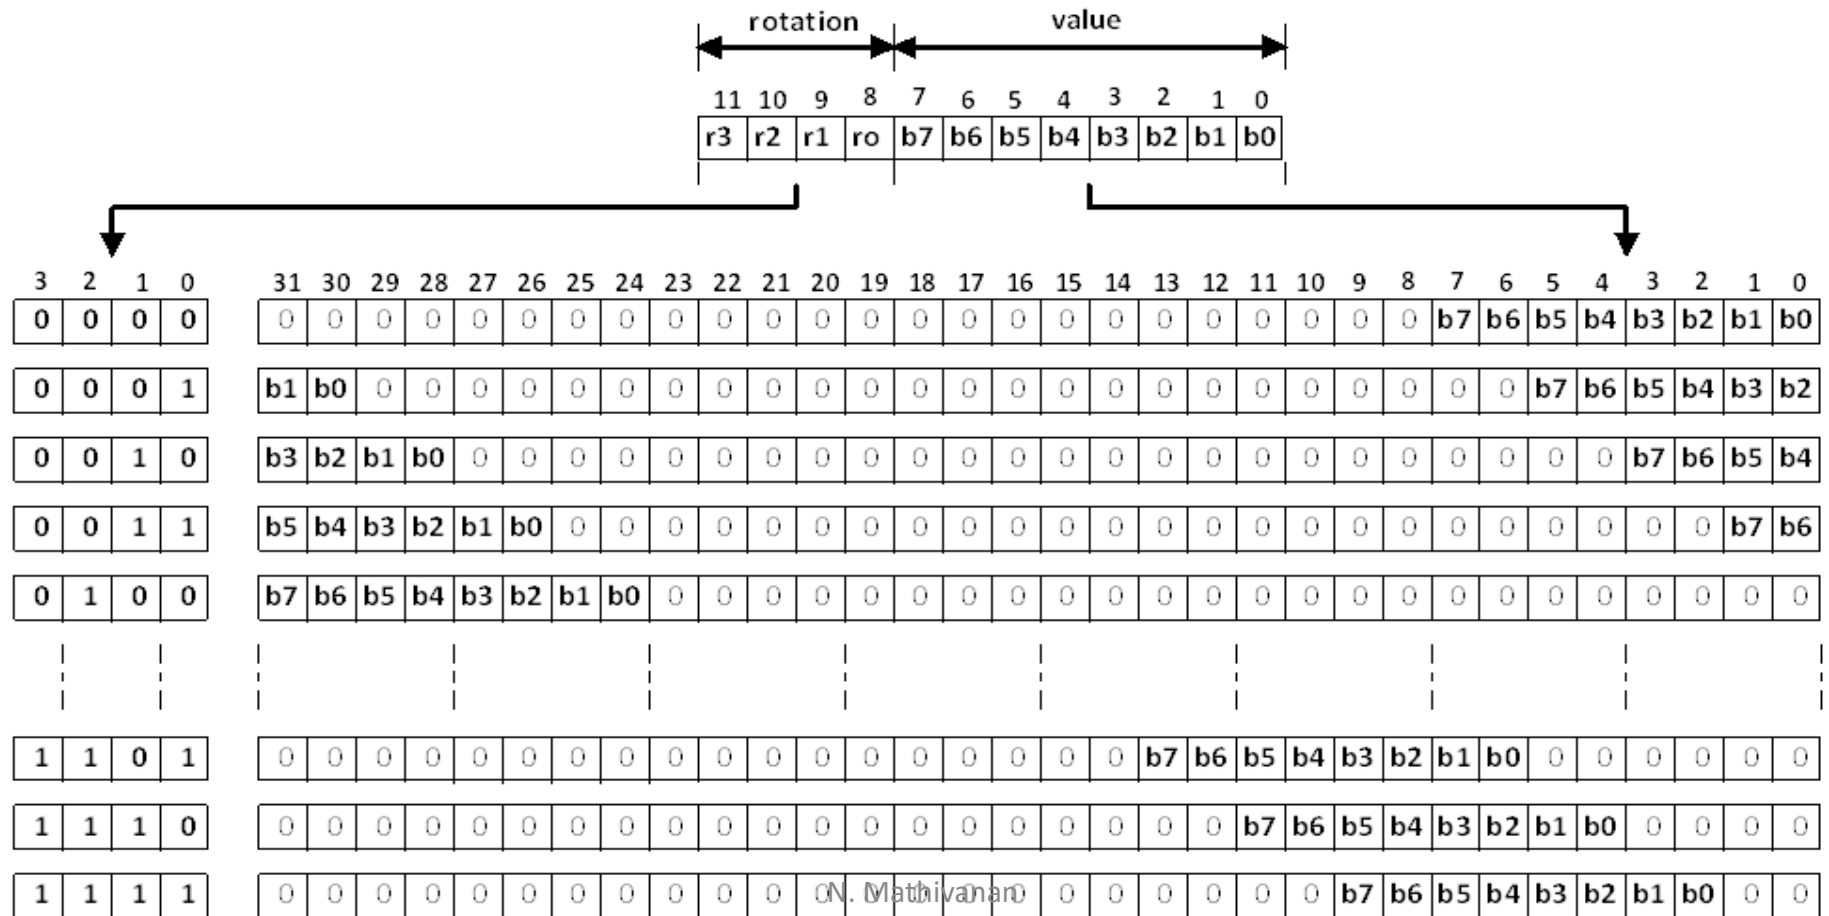 rotation value
11 10 9 8 7 6 5 4 3 2 1 0
r3 r2 r1 ro b7 b6 b5 b4 b3 b2 b1 b0
3 2 1 0 31 30 29 28 27 26 25 24 23 22 21 20 19 18 17 16 15 14 13 12 11 10 9 8 7 6 5 4 3 2 1 0
0 0 0 0 0 0 0 0 0 0 0 0 0 0 0 0 0 0 0 0 0 0 0 0 0 0 0 0 b7 b6 b5 b4 b3 b2 b1 b0
0 0 0 1 b1 b0 0 0 0 0 0 0 0 0 0 0 0 0 0 0 0 0 0 0 0 0 0 0 0 0 b7 b6 b5 b4 b3 b2
0 0 1 0 b3 b2 b1 b0 0 0 0 0 0 0 0 0 0 0 0 0 0 0 0 0 0 0 0 0 0 0 0 0 b7 b6 b5 b4
0 0 1 1 b5 b4 b3 b2 b1 b0 0 0 0 0 0 0 0 0 0 0 0 0 0 0 0 0 0 0 0 0 0 0 0 0 b7 b6
0 1 0 0 b7 b6 b5 b4 b3 b2 b1 b0 0 0 0 0 0 0 0 0 0 0 0 0 0 0 0 0 0 0 0 0 0 0 0 0
1 1 0 1 0 0 0 0 0 0 0 0 0 0 0 0 0 0 0 0 0 0 b7 b6 b5 b4 b3 b2 b1 b0 0 0 0 0 0 0
1 1 1 0 0 0 0 0 0 0 0 0 0 0 0 0 0 0 0 0 0 0 0 0 b7 b6 b5 b4 b3 b2 b1 b0 0 0 0 0
1 1 1 1 0 0 0 0 0 0 0 0 0 0 0 0 0 0 0 0 0 0 0 0 0 0 b7 b6 b5 b4 b3 b2 b1 b0 0 0
N. Mathivanan